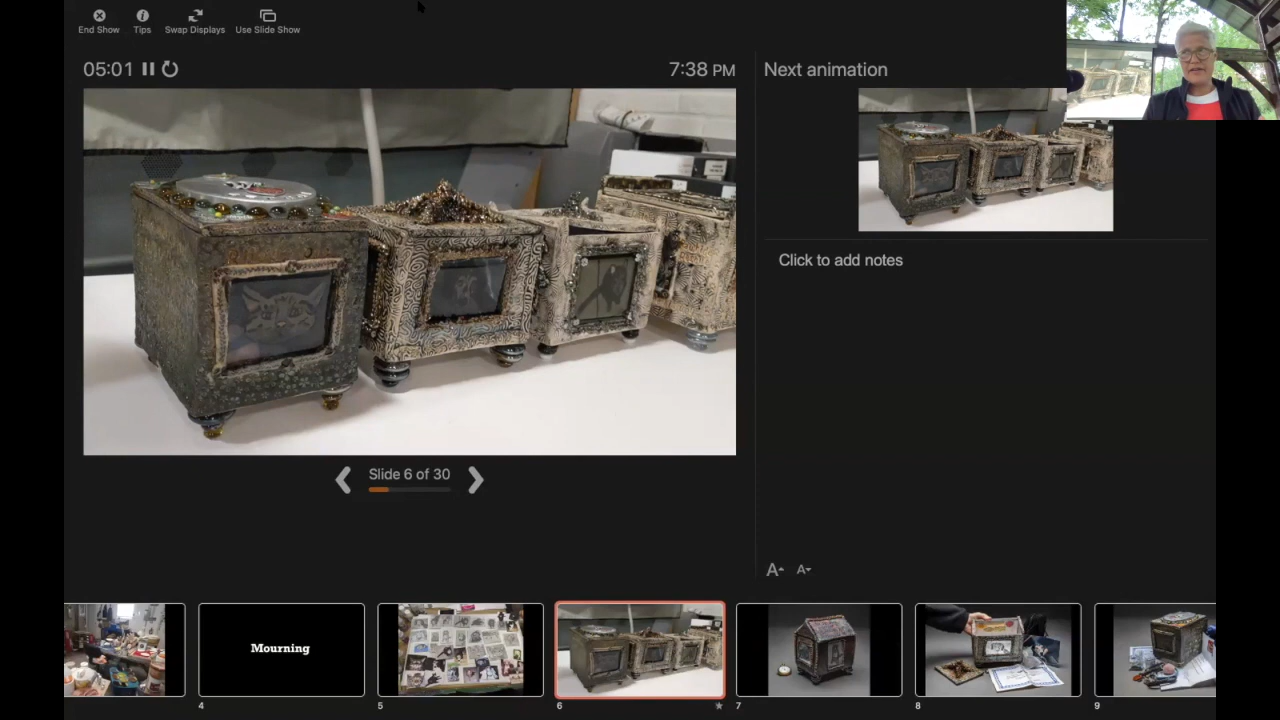 End Show
Tips
Swap Displays
Use Slide Show
05:01
7:38 PM
Next animation
Click to add notes
Slide 6 of 30
A
A
Mourning
4
5
6
7
8
9